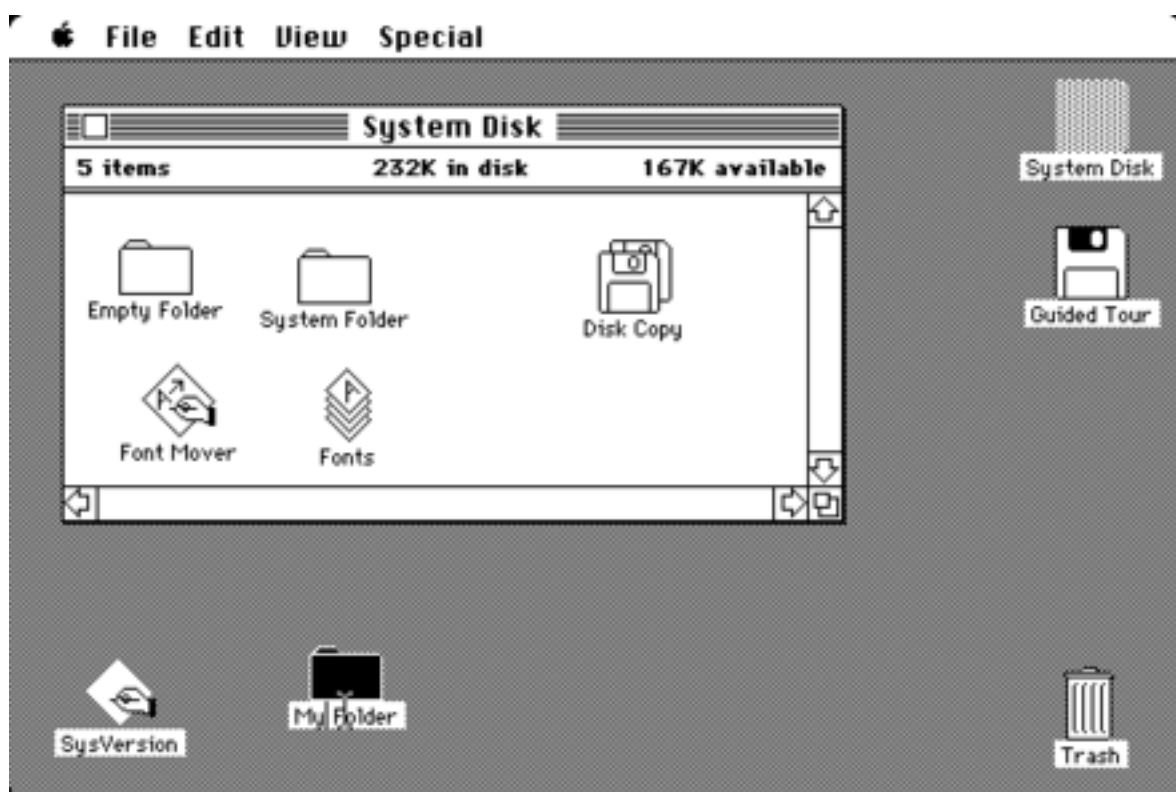 File Edit View Special
System Disk
5 items 232K in disk 167K available
Empty Folder
System Folder
Disk Copy
Font Mover
Fonts
System Disk
Guided Tour
SysVersion
My Folder
Trash